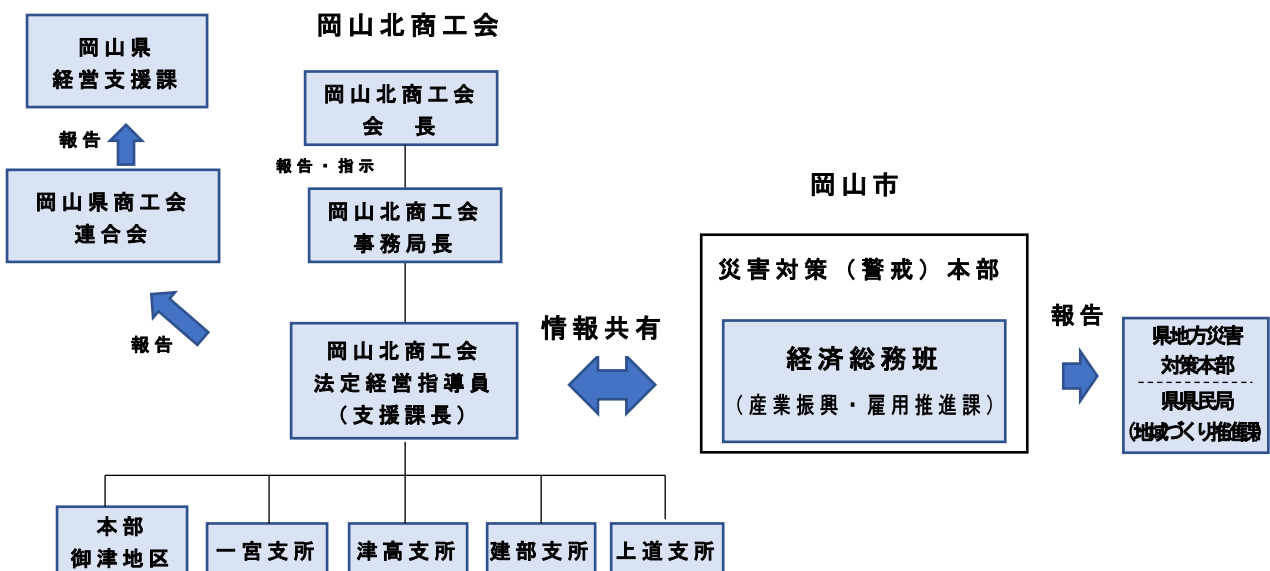 岡山北商工会
岡山県
経営支援課
報告
岡山県商工会
連合会
報告
岡山北商工会
会　長
報告・指示
岡山北商工会
事務局長
岡山北商工会
法定経営指導員
（支援課長）
情報共有
岡山市
災害対策（警戒）本部
経済総務班
（産業振興・雇用推進課）
報告
県地方災害
対策本部
県県民局
（地域づくり推進課）
本部
御津地区
一宮支所
津高支所
建部支所
上道支所